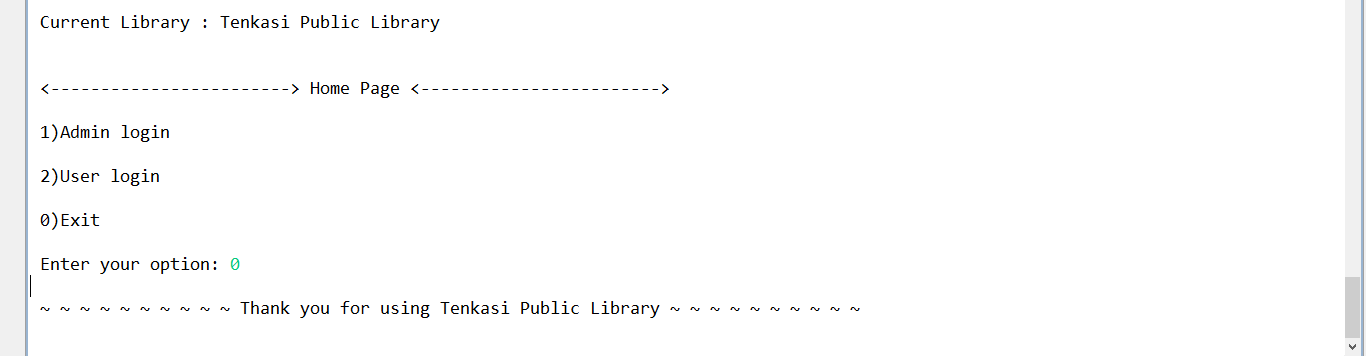 Current Library : Tenkasi Public Library
<------------------------> Home Page <------------------------>
1)Admin login
2)User login
0)Exit
Enter your option: 0
~ ~ ~ ~ ~ ~ ~ ~ ~ ~ Thank you for using Tenkasi Public Library ~ ~ ~ ~ ~ ~ ~ ~ ~ ~